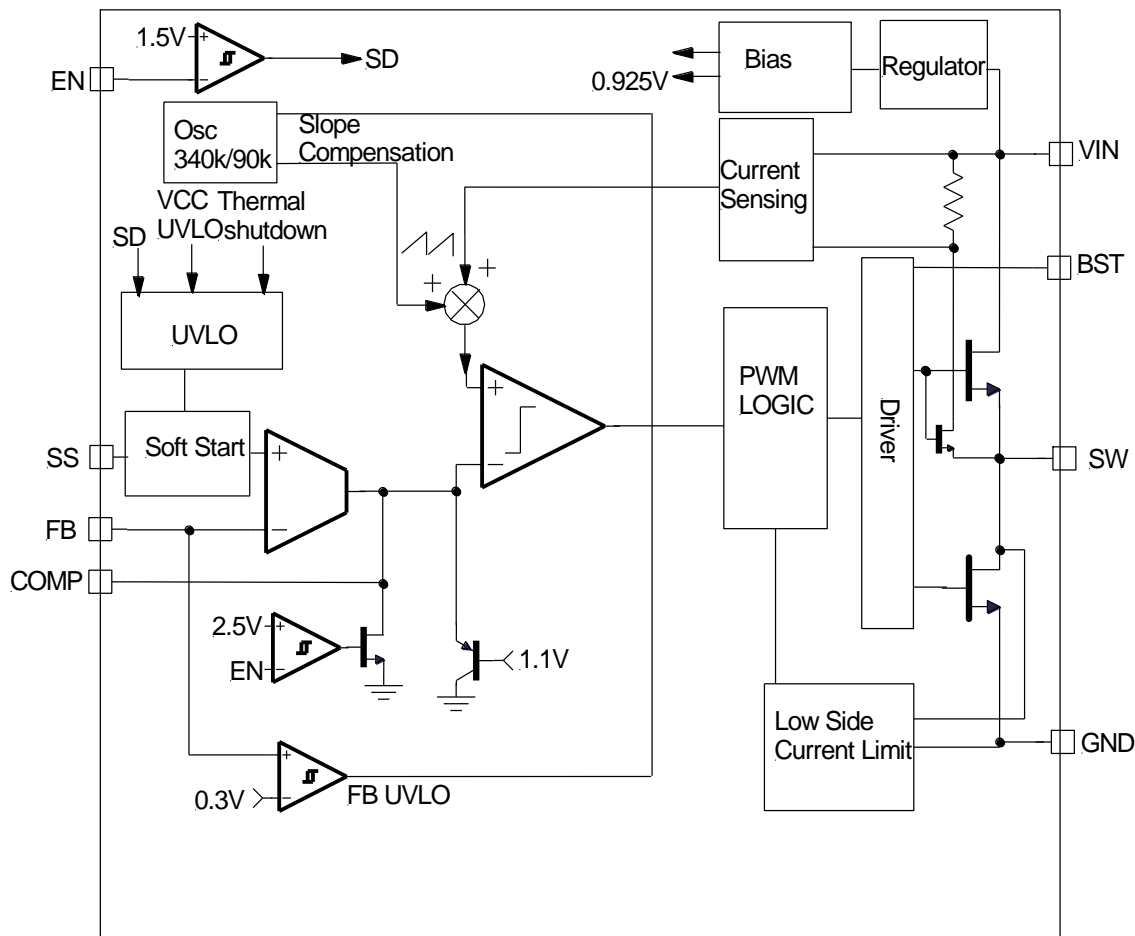 1.5V
+
−
SD
EN
Bias
0.925V
Regulator
Osc
340k/90k
Slope
Compensation
Current
Sensing
VIN
VCC
UVLO
Thermal
shutdown
SD
+
+
BST
UVLO
PWM
LOGIC
Driver
+
−
Soft Start
SS
+
−
SW
FB
COMP
2.5V
+
EN
−
1.1V
Low Side
Current Limit
GND
+
0.3V
−
FB UVLO